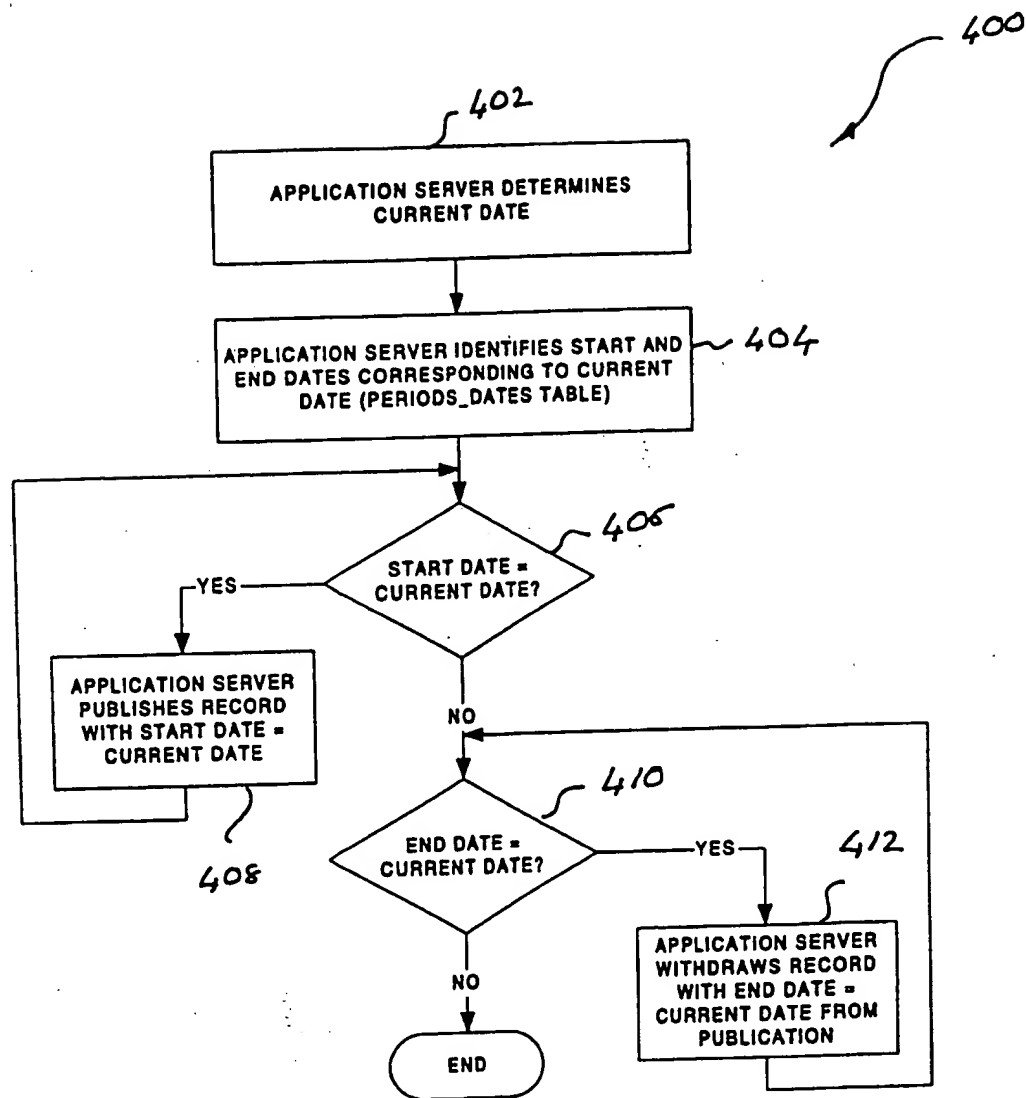 400
402
APPLICATION SERVER DETERMINES
CURRENT DATE
APPLICATION SERVER IDENTIFIES START AND
END DATES CORRESPONDING TO CURRENT
DATE (PERIODS_DATES TABLE)
404
406
START DATE =
CURRENT DATE?
YES
APPLICATION SERVER
PUBLISHES RECORD
WITH START DATE =
CURRENT DATE
408
NO
410
END DATE =
CURRENT DATE?
YES
412
APPLICATION SERVER
WITHDRAWS RECORD
WITH END DATE =
CURRENT DATE FROM
PUBLICATION
NO
END